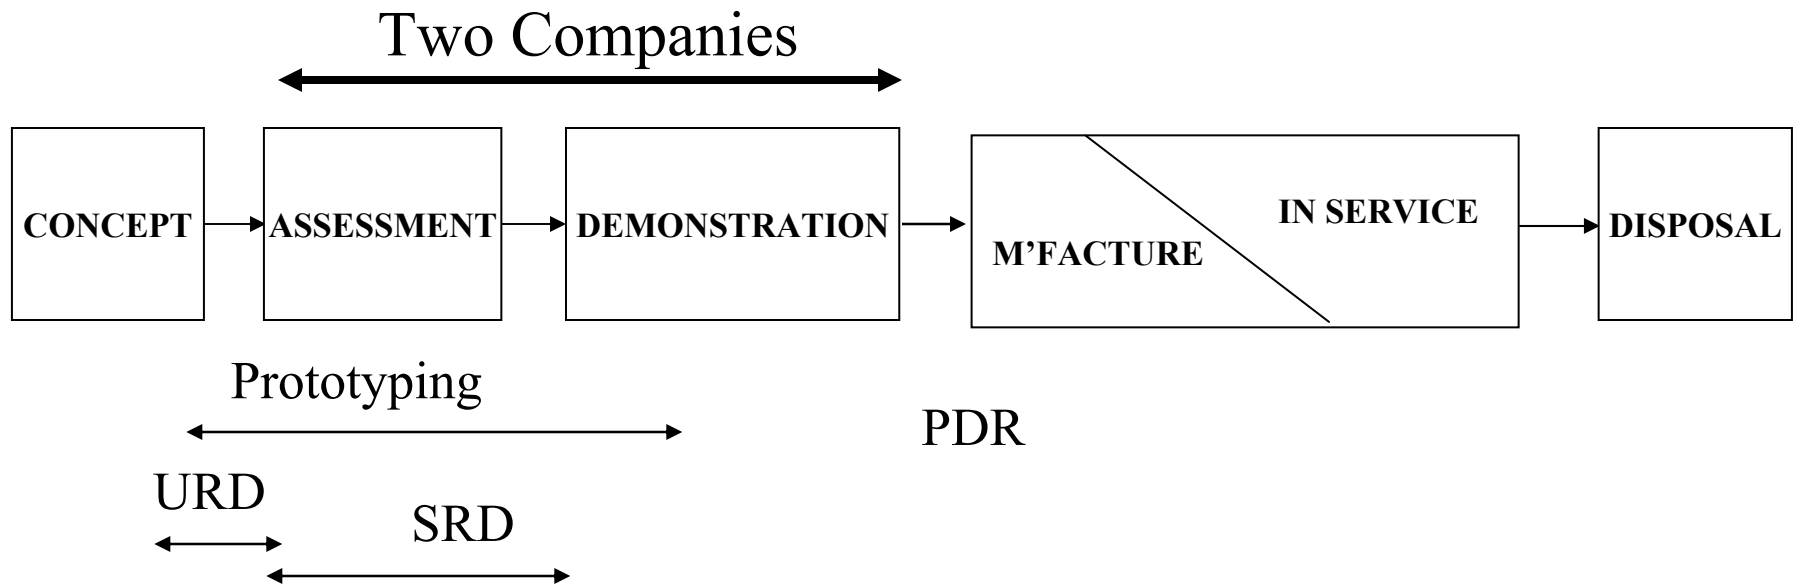 Two Companies
CONCEPT
ASSESSMENT
DEMONSTRATION
M’FACTURE
IN SERVICE
DISPOSAL
Prototyping
PDR
URD
SRD